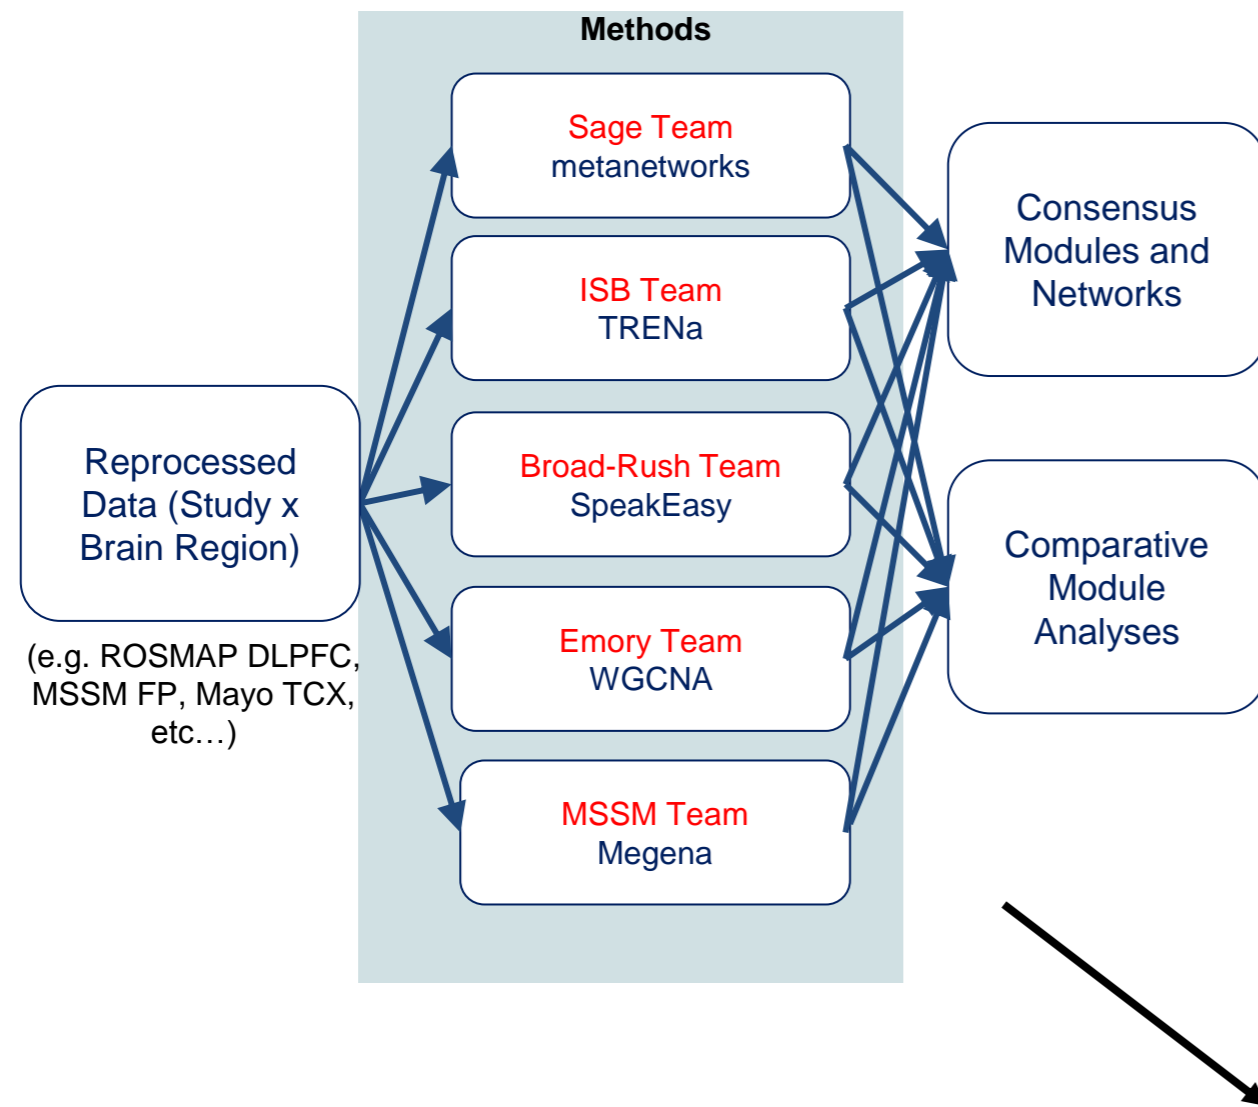 Methods
Sage Team
metanetworks
ISB Team
TRENa
Broad-Rush Team
SpeakEasy
Emory Team
WGCNA
MSSM Team
Megena
Reprocessed
Data (Study x
Brain Region)
(e.g. ROSMAP DLPFC,
MSSM FP, Mayo TCX,
etc…)
Consensus
Modules and
Networks
Comparative
Module
Analyses